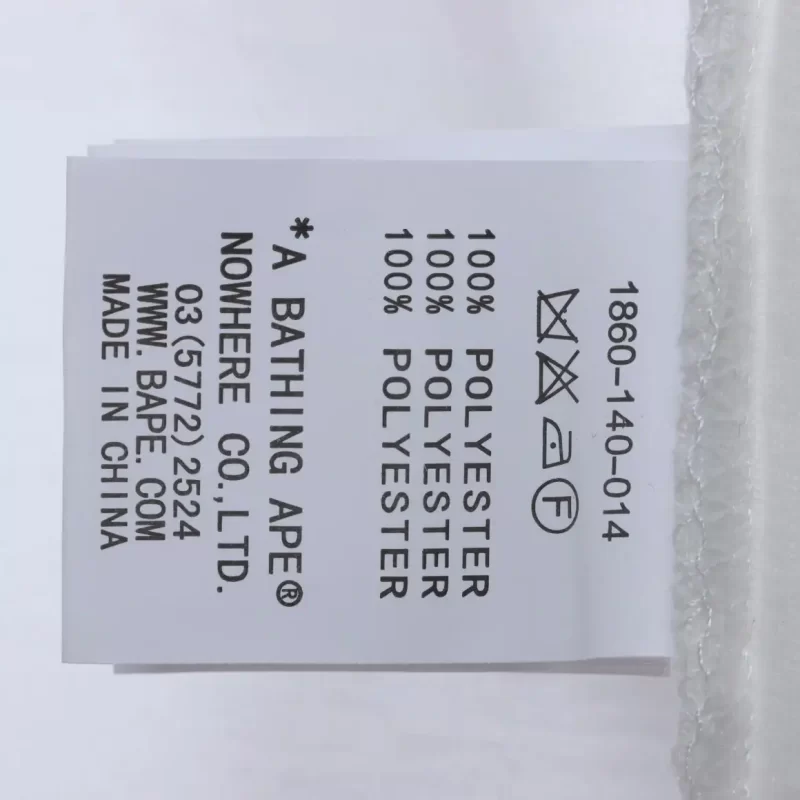 1860-140-014
F
100% POLYESTER
100% POLYESTER
100% POLYESTER
*A BATHING APE®
NOWHERE CO.,LTD.
03(5772)2524
WWW.BAPE.COM
MADE IN CHINA